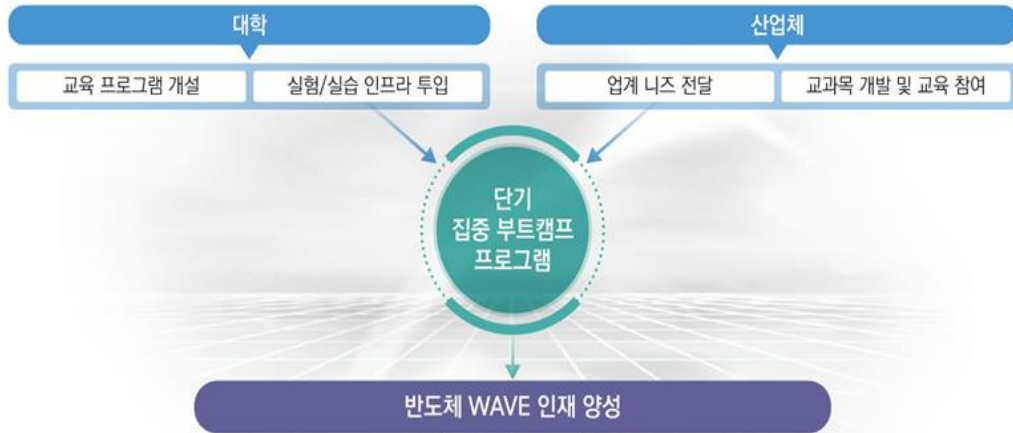 대학
산업체
교육 프로그램 개설
실험/실습 인프라 투입
업계 니즈 전달
교과목 개발 및 교육 참여
단기
집중 부트캠프
프로그램
반도체 WAVE 인재 양성